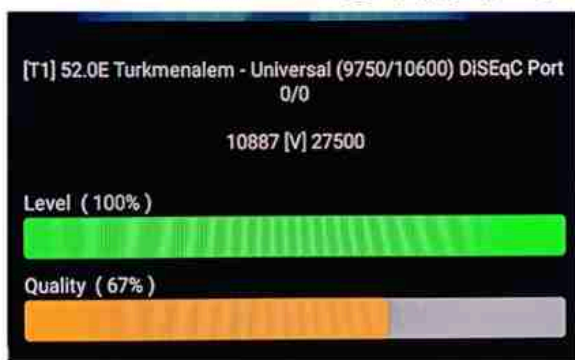 [T1] 52.0E Turkmenalem - Universal (9750/10600) DiSEqC Port
0/0
10887 [V] 27500
Level ( 100% )
Quality ( 67% )